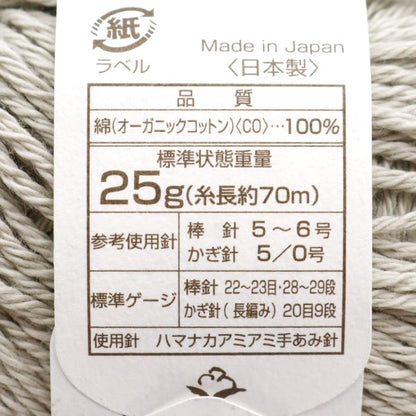 紙
ラベル
Made in Japan
〈日本製〉
品質
綿(オーガニックコットン)〈CO〉…100%
標準状態重量
25g(糸長約70m)
参考使用針
棒針 5～6号
かぎ針 5/0号
標準ゲージ
棒針 22～23目・28～29段
かぎ針(長編み) 20目9段
使用針 ハマナカアミアミ手あみ針